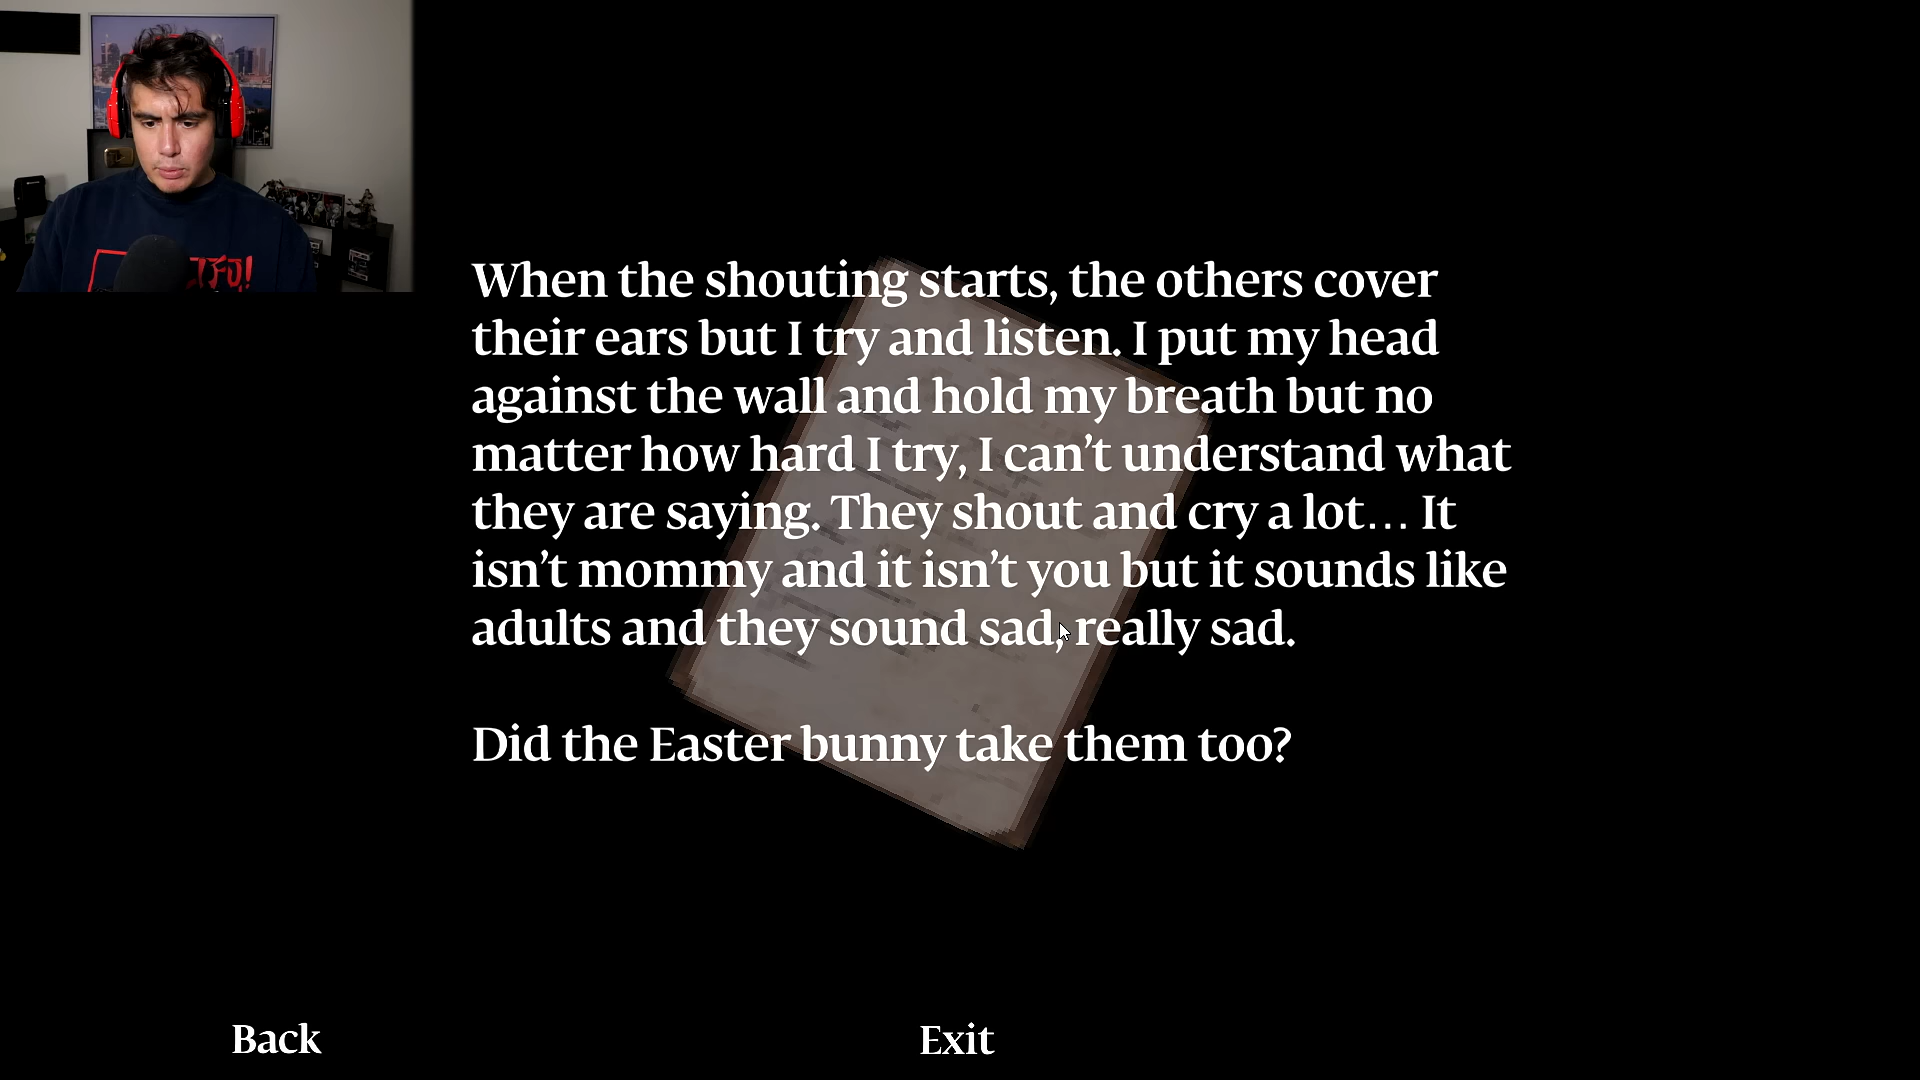 When the shouting starts, the others cover
their ears but I try and listen. I put my head
against the wall and hold my breath but no
matter how hard I try, I can’t understand what
they are saying. They shout and cry a lot… It
isn’t mommy and it isn’t you but it sounds like
adults and they sound sad, really sad.
Did the Easter bunny take them too?
Back
Exit